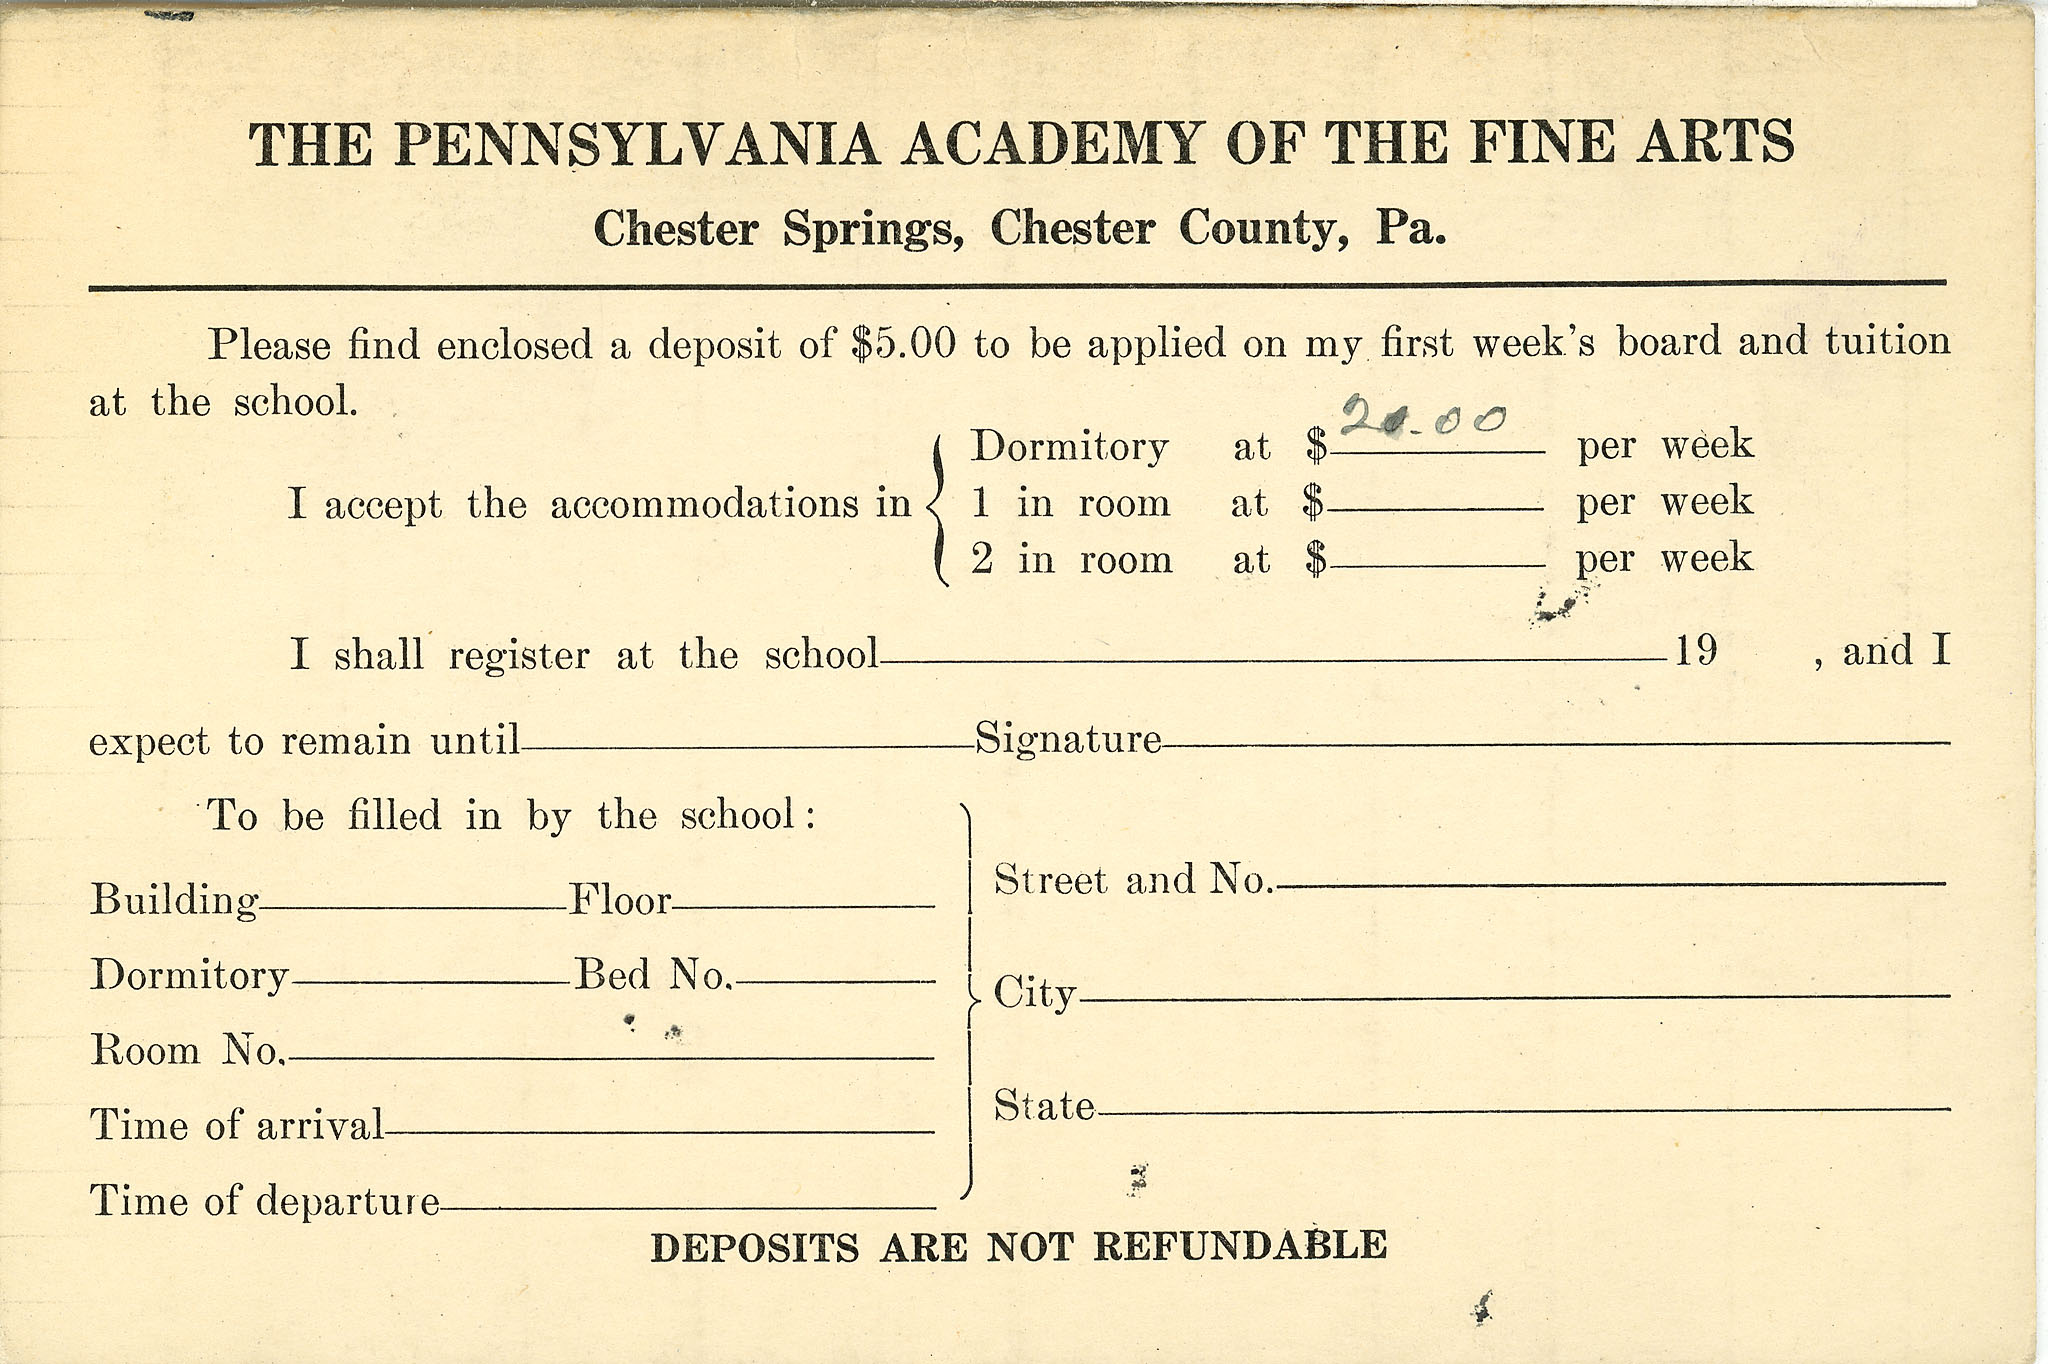 THE PENNSYLVANIA ACADEMY OF THE FINE ARTS
Chester Springs, Chester County, Pa.
Please find enclosed a deposit of $5.00 to be applied on my first week's board and tuition
at the school.
Dormitory at $ .00 per week
I accept the accommodations in 1 in room at $ per week
2 in room at $ per week
I shall register at the school 19 , and I
expect to remain until Signature
To be filled in by the school:
Street and No.
Building Floor
Dormitory Bed No.
City
Room No.
State
Time of arrival
Time of departure
DEPOSITS ARE NOT REFUNDABLE